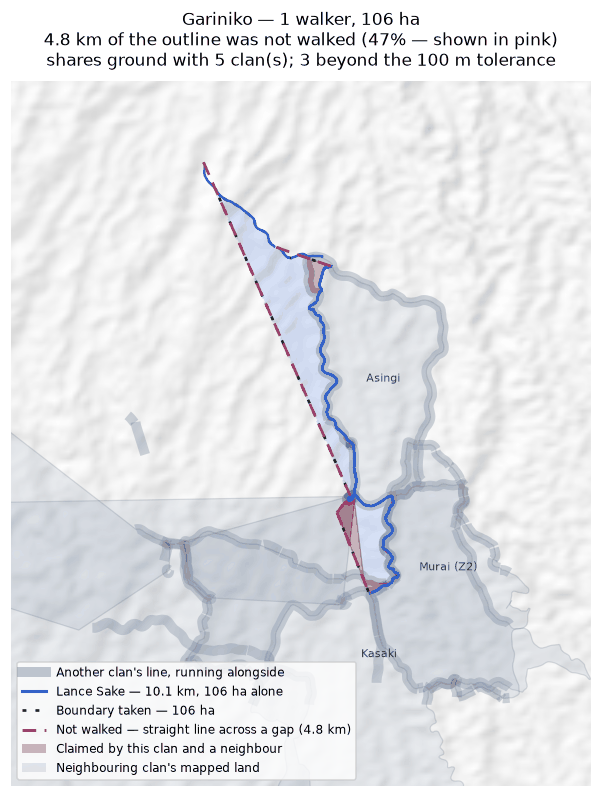 Gariniko — 1 walker, 106 ha
4.8 km of the outline was not walked (47% — shown in pink)
shares ground with 5 clan(s); 3 beyond the 100 m tolerance
Asingi
Murai (Z2)
Kasaki
Another clan's line, running alongside
Lance Sake — 10.1 km, 106 ha alone
Boundary taken — 106 ha
Not walked — straight line across a gap (4.8 km)
Claimed by this clan and a neighbour
Neighbouring clan's mapped land